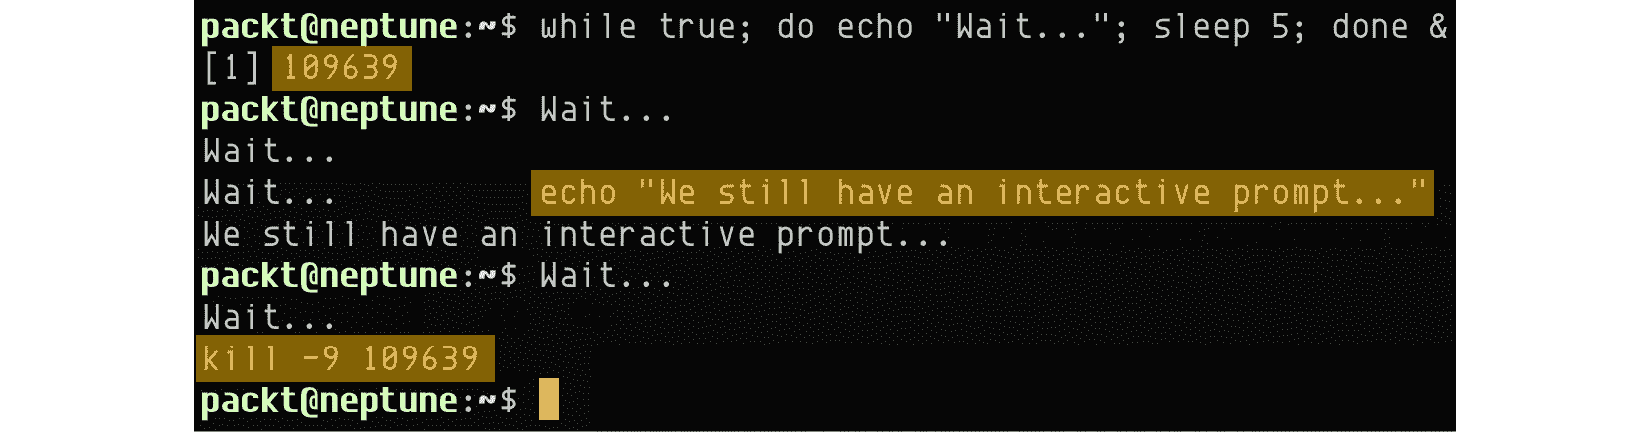 packt@neptune:~$ while true; do echo "Wait..."; sleep 5; done &
[1] 109639
packt@neptune:~$ Wait...
Wait...
Wait... echo "We still have an interactive prompt..."
We still have an interactive prompt...
packt@neptune:~$ Wait...
Wait...
kill -9 109639
packt@neptune:~$